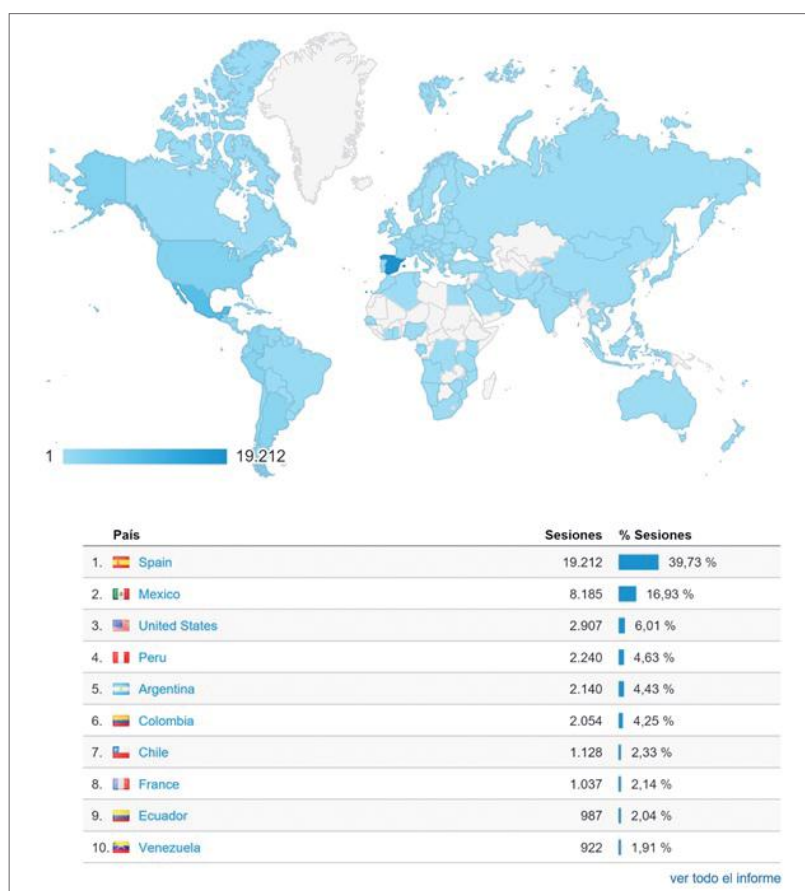 1 19.212
País Sesiones % Sesiones
1. Spain 19.212 39,73 %
2. Mexico 8.185 16,93 %
3. United States 2.907 6,01 %
4. Peru 2.240 4,63 %
5. Argentina 2.140 4,43 %
6. Colombia 2.054 4,25 %
7. Chile 1.128 2,33 %
8. France 1.037 2,14 %
9. Ecuador 987 2,04 %
10. Venezuela 922 1,91 %
ver todo el informe